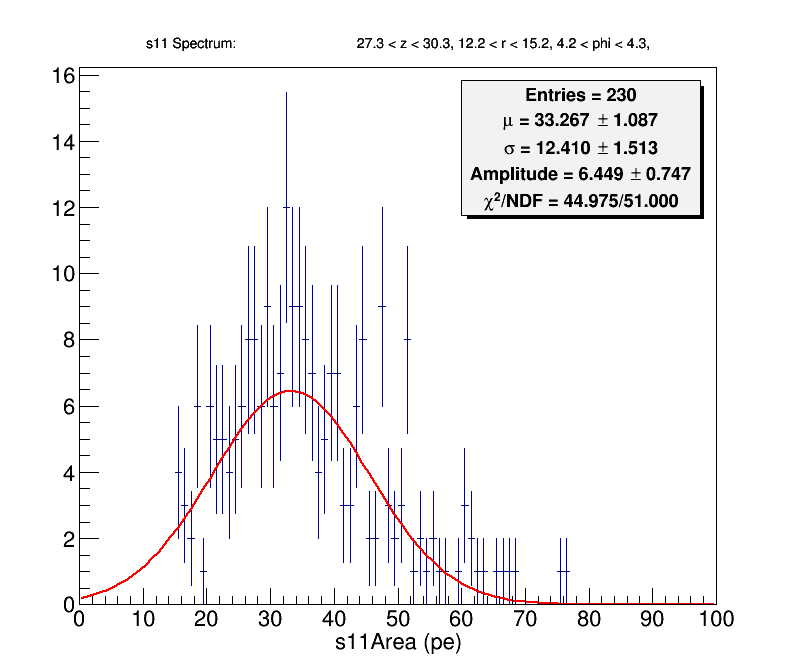 s11 Spectrum: 27.3 < z < 30.3, 12.2 < r < 15.2, 4.2 < phi < 4.3,
Entries = 230
μ = 33.267 ± 1.087
σ = 12.410 ± 1.513
Amplitude = 6.449 ± 0.747
χ²/NDF = 44.975/51.000
16
14
12
10
8
6
4
2
0
0 10 20 30 40 50 60 70 80 90 100
s11Area (pe)